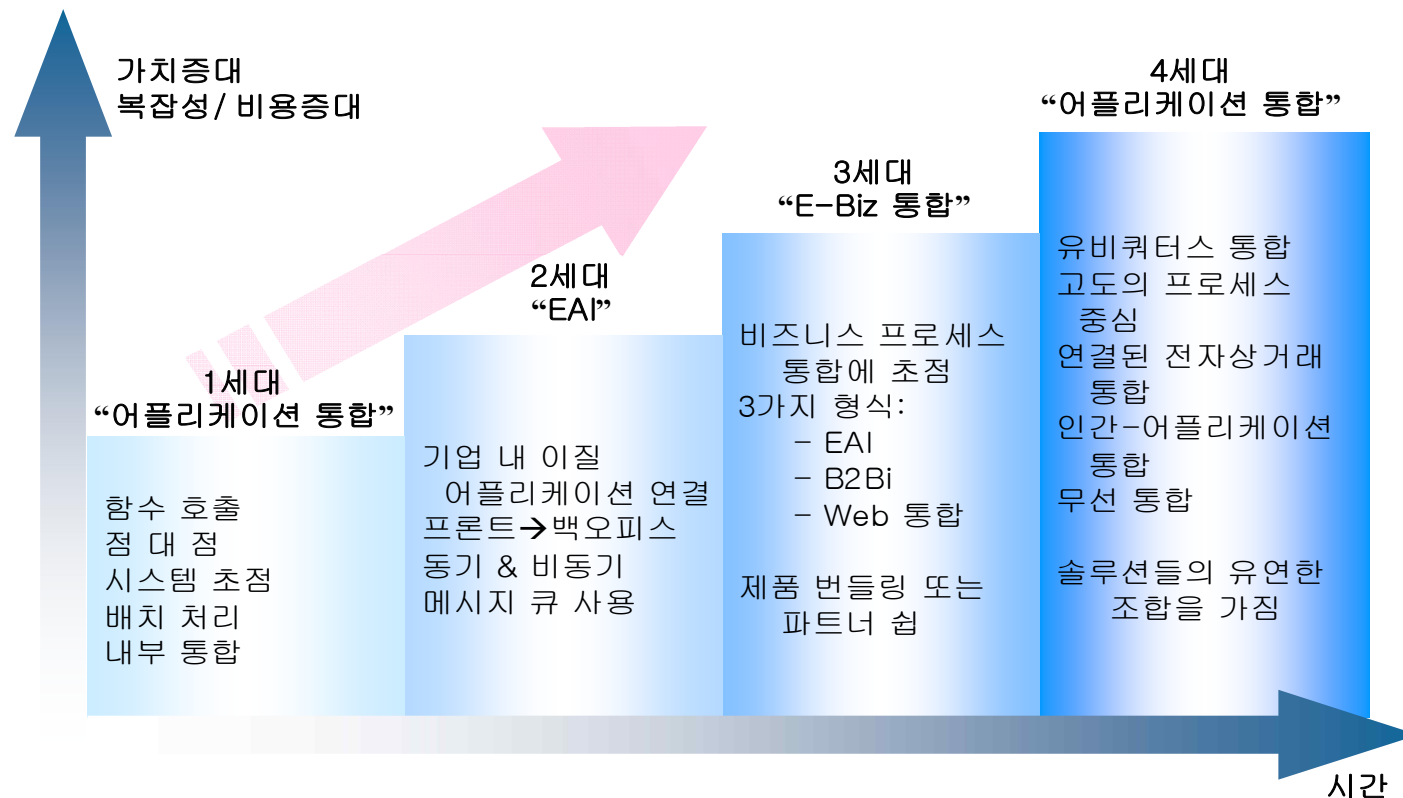 가치증대
복잡성/ 비용증대
1세대
“어플리케이션 통합”
함수 호출
점 대 점
시스템 초점
배치 처리
내부 통합
2세대
“EAI”
기업 내 이질
어플리케이션 연결
프론트→백오피스
동기 & 비동기
메시지 큐 사용
3세대
“E-Biz 통합”
비즈니스 프로세스
통합에 초점
3가지 형식:
- EAI
- B2Bi
- Web 통합
제품 번들링 또는
파트너 쉽
4세대
“어플리케이션 통합”
유비쿼터스 통합
고도의 프로세스
중심
연결된 전자상거래
통합
인간-어플리케이션
통합
무선 통합
솔루션들의 유연한
조합을 가짐
시간